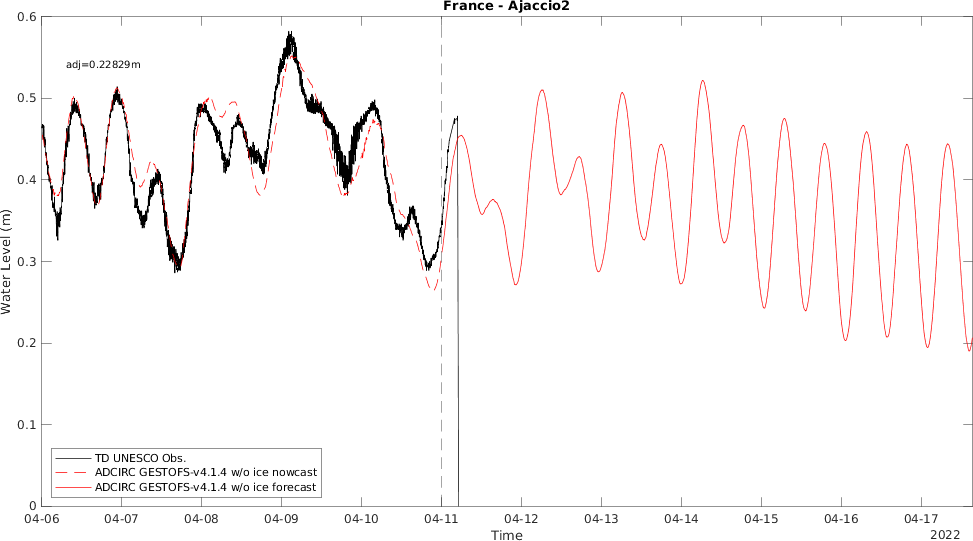 France - Ajaccio2
0.6
adj=0.22829m
0.5
0.4
0.3
0.2
0.1
0
Water Level (m)
TD UNESCO Obs.
ADCIRC GESTOFS-v4.1.4 w/o ice nowcast
ADCIRC GESTOFS-v4.1.4 w/o ice forecast
04-06 04-07 04-08 04-09 04-10 04-11 04-12 04-13 04-14 04-15 04-16 04-17
Time
2022